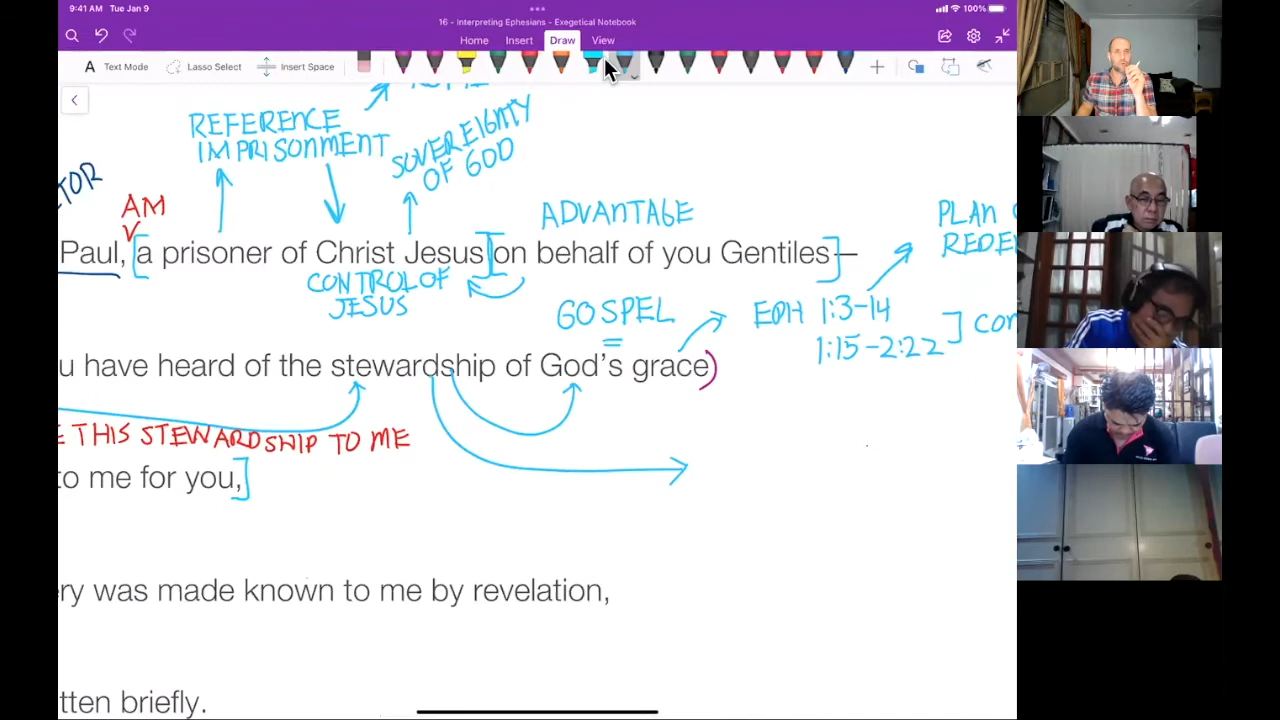 9:41 AM Tue Jan 9
100%
16 - Interpreting Ephesians - Exegetical Notebook
Home Insert Draw View
A Text Mode Lasso Select Insert Space
REFERENCE
IMPRISONMENT
SOVEREIGNTY
OF GOD
TOR
AM
ADVANTAGE
PLAN
REDE
Paul, a prisoner of Christ Jesus on behalf of you Gentiles—
CONTROL OF
JESUS
GOSPEL
EPH 1:3-14
1:15-2:22
CO
u have heard of the stewardship of God's grace)
E THIS STEWARDSHIP TO ME
to me for you,
ery was made known to me by revelation,
tten briefly.